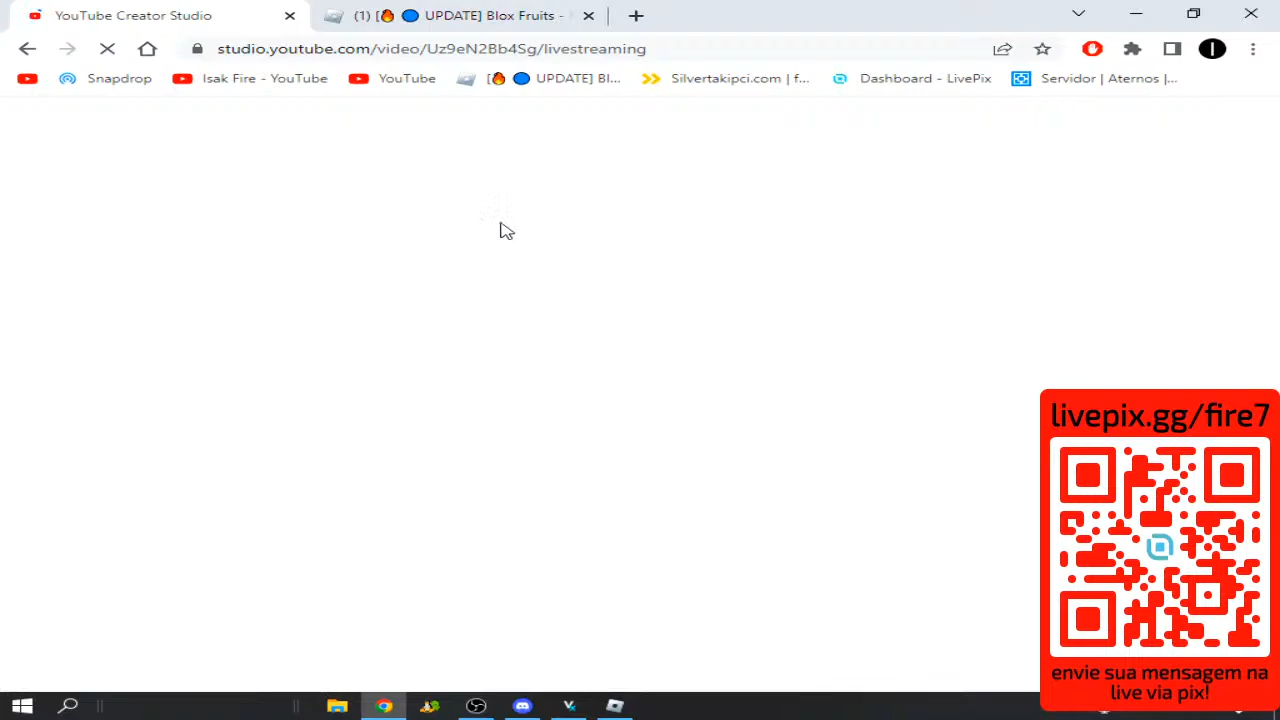 YouTube Creator Studio
(1) [🔥 🔵 UPDATE] Blox Fruits -
studio.youtube.com/video/Uz9eN2Bb4Sg/livestreaming
Snapdrop
Isak Fire - YouTube
YouTube
[🔥 🔵 UPDATE] Bl...
Silvertakipci.com | f...
Dashboard - LivePix
Servidor | Aternos |...
livepix.gg/fire7
envie sua mensagem na
live via pix!